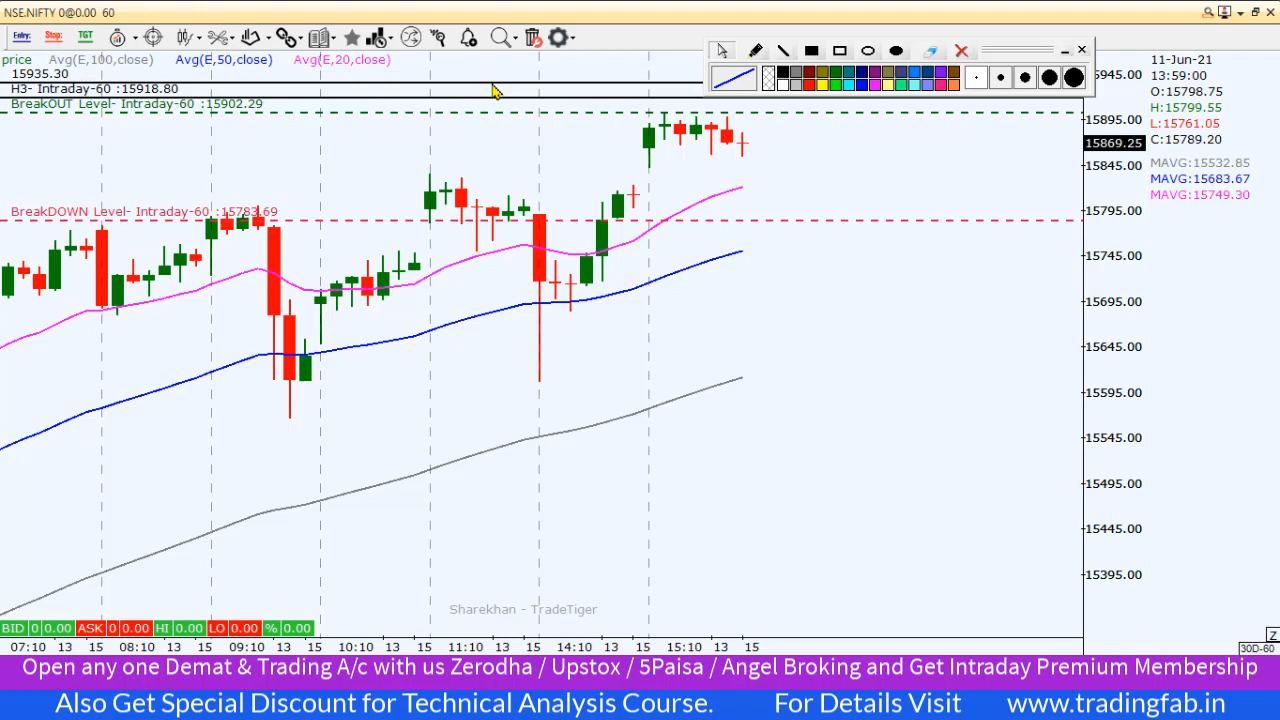 NSE.NIFTY 0@0.00 60
Entry: Stop: TGT
price Avg(E,100,close) Avg(E,50,close) Avg(E,20,close)
15935.30
H3- Intraday-60 :15918
BreakOUT Level- Intraday-60 :15902.29
BreakDOWN Level- Intraday-60 :15783.69
15945.00
15895.00
15869.25
15845.00
15795.00
15745.00
15695.00
15645.00
15595.00
15545.00
15495.00
15445.00
15395.00
11-Jun-21
13:59:00
O:15798.75
H:15799.55
L:15761.05
C:15789.20
MAVG:15532.85
MAVG:15683.67
MAVG:15749.30
Sharekhan - TradeTiger
BID 0 0.00 ASK 0 0.00 HI 0.00 LO 0.00 % 0.00
07:10 13 15 08:10 13 15 09:10 13 15 10:10 13 15 11:10 13 15 14:10 13 15 15:10 13 15
Z
30D-60
Open any one Demat & Trading A/c with us Zerodha / Upstox / 5Paisa / Angel Broking and Get Intraday Premium Membership
Also Get Special Discount for Technical Analysis Course. For Details Visit www.tradingfab.in